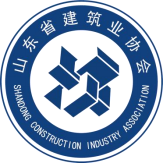 山东省建筑业协会
SHANDONG CONSTRUCTION INDUSTRY ASSOCIATION